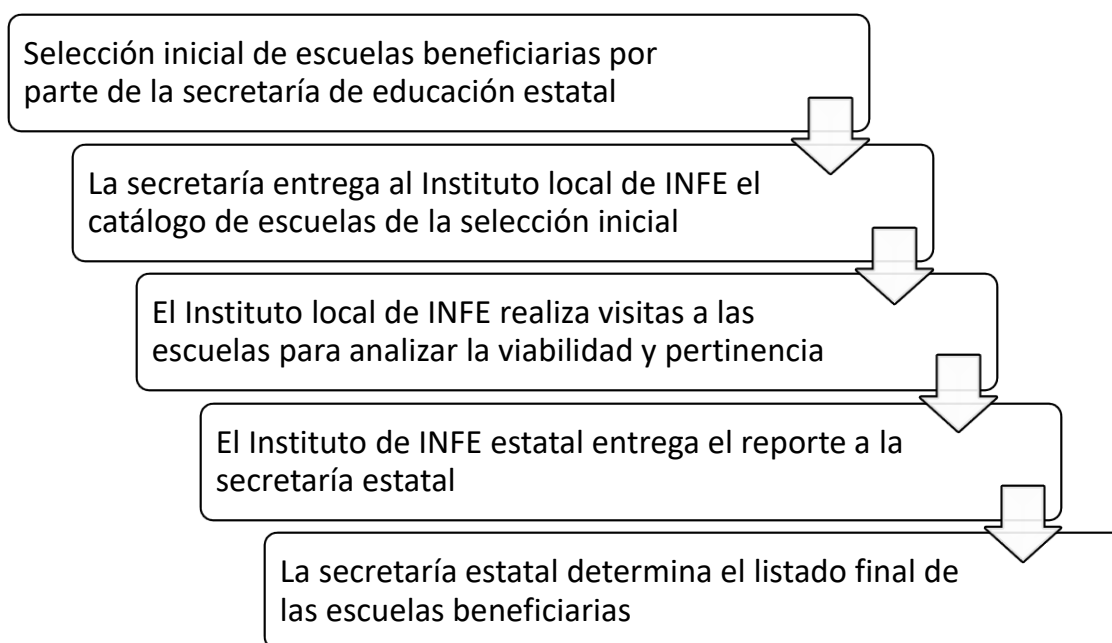 Selección inicial de escuelas beneficiarias por
parte de la secretaría de educación estatal
La secretaría entrega al Instituto local de INFE el
catálogo de escuelas de la selección inicial
El Instituto local de INFE realiza visitas a las
escuelas para analizar la viabilidad y pertinencia
El Instituto de INFE estatal entrega el reporte a la
secretaría estatal
La secretaría estatal determina el listado final de
las escuelas beneficiarias